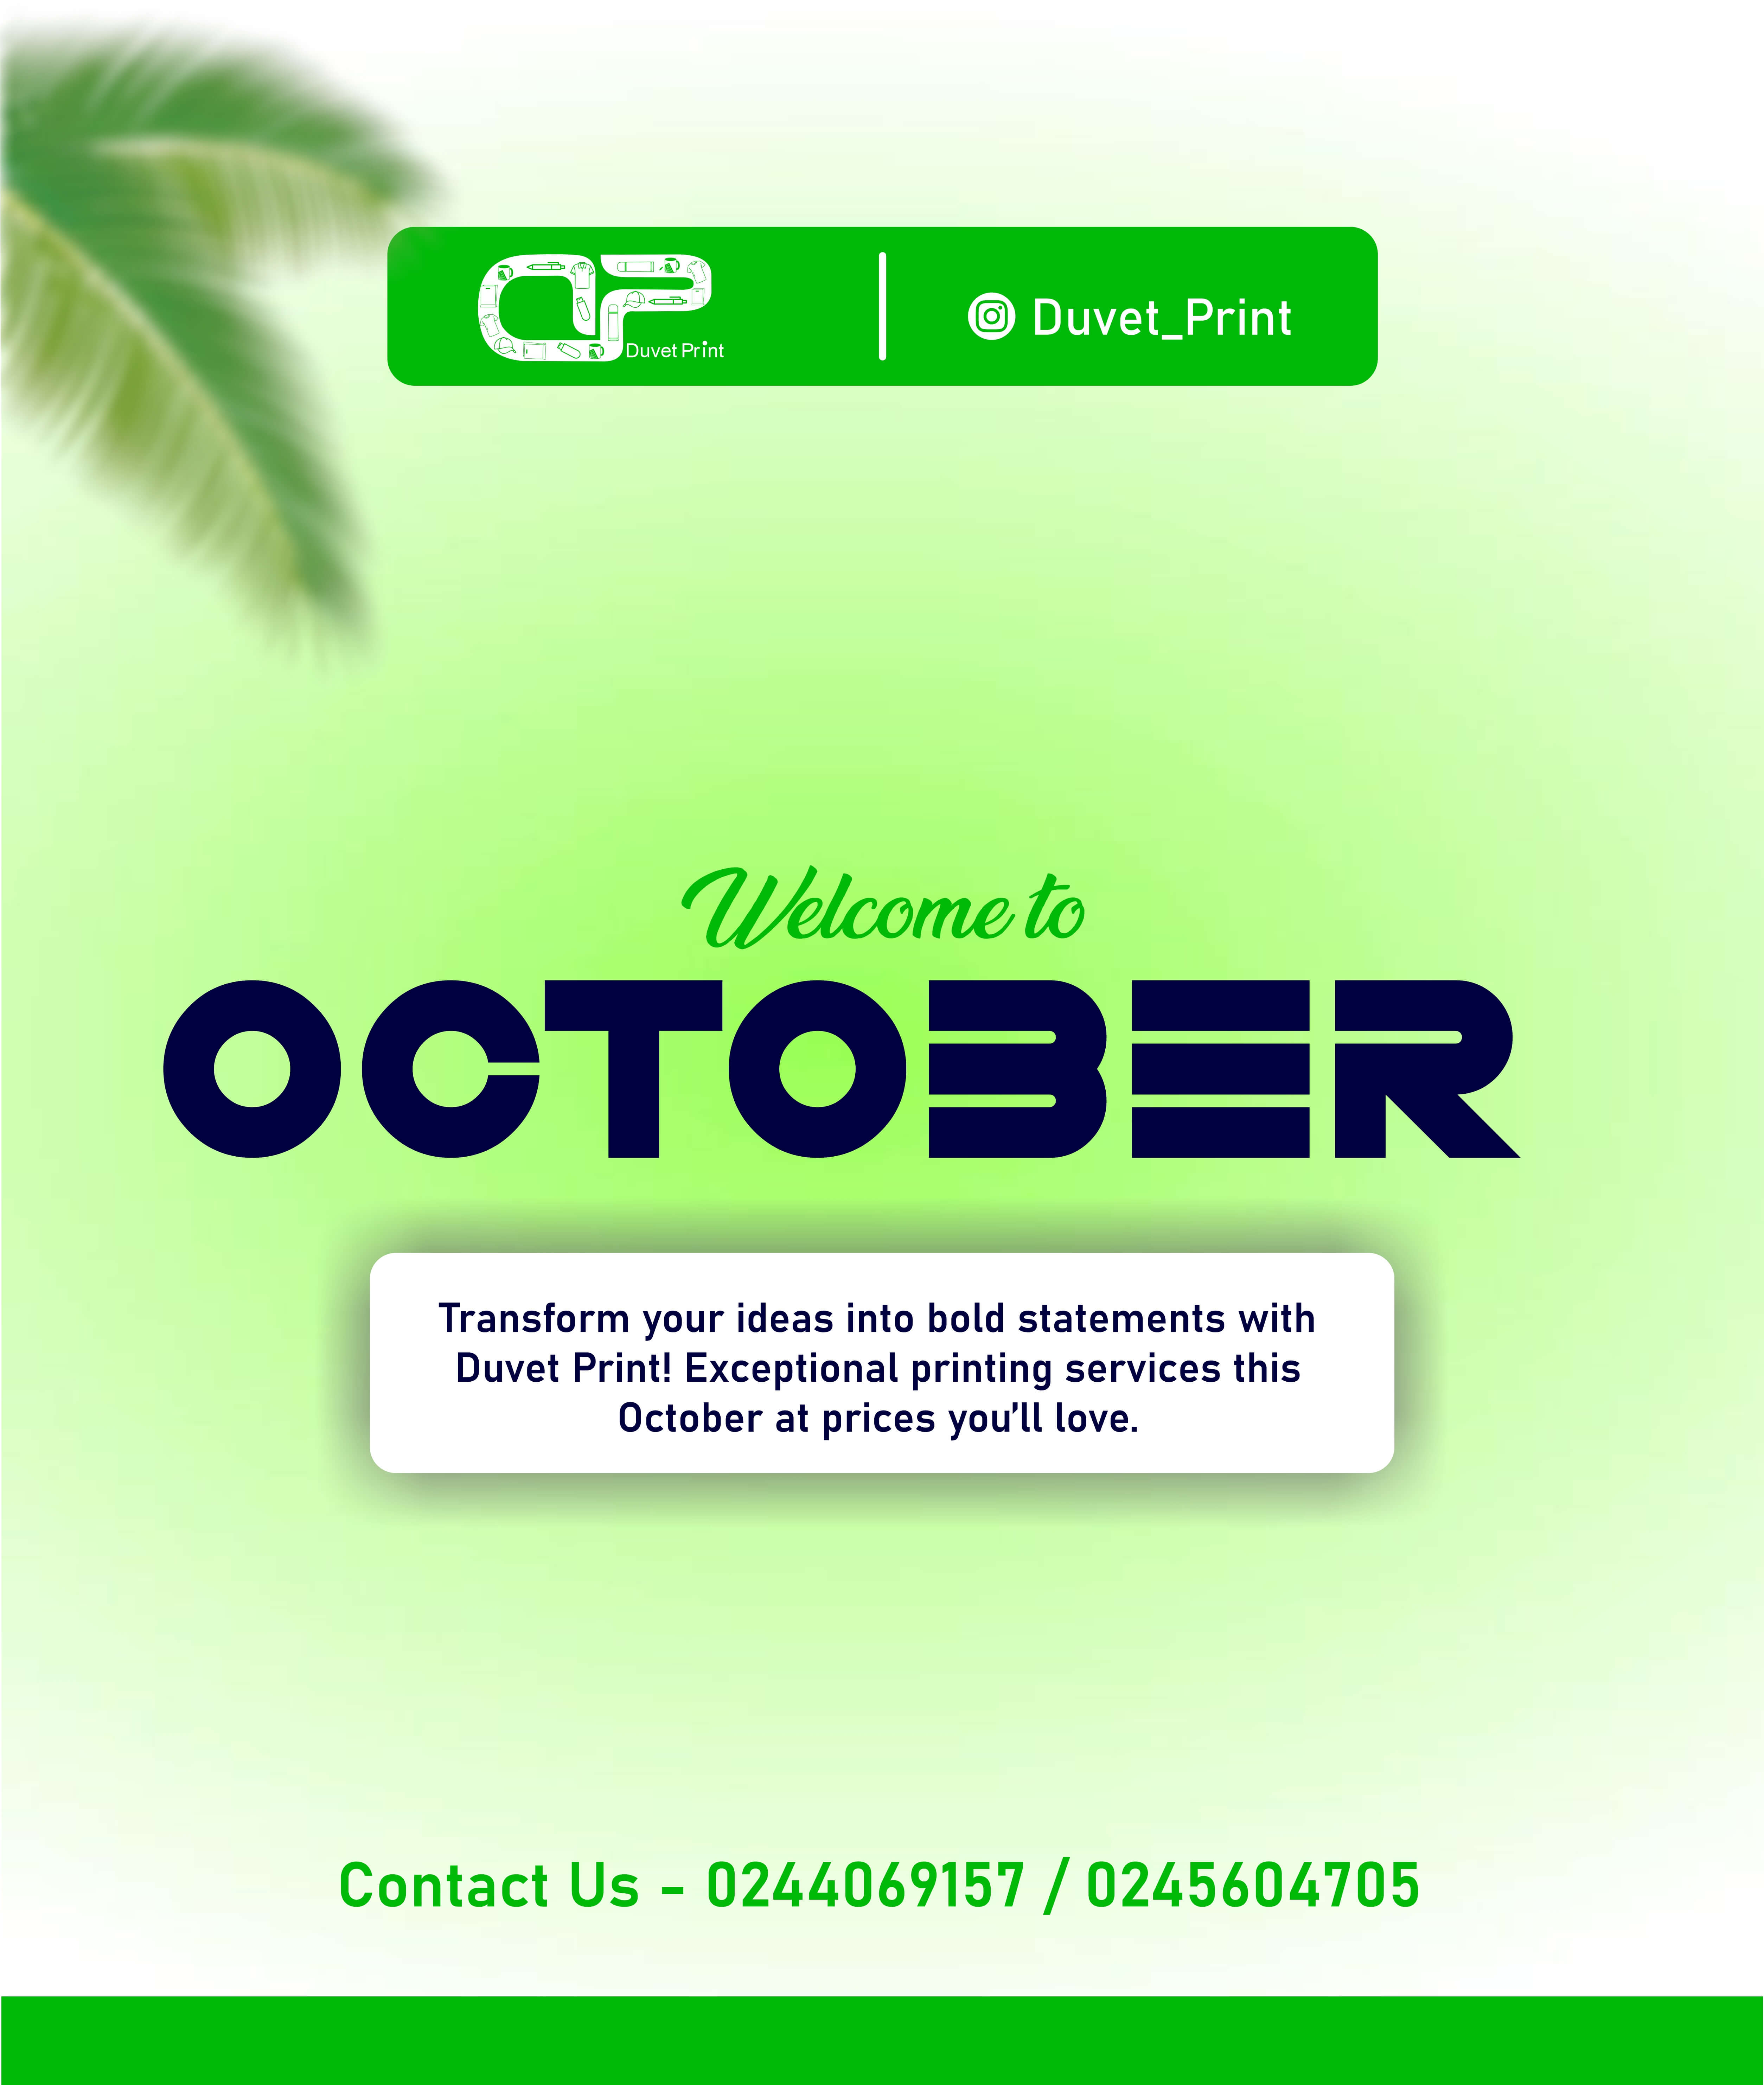 DP
Duvet Print
Duvet_Print
Welcome to
OCTOBER
Transform your ideas into bold statements with
Duvet Print! Exceptional printing services this
October at prices you’ll love.
Contact Us - 0244069157 / 0245604705